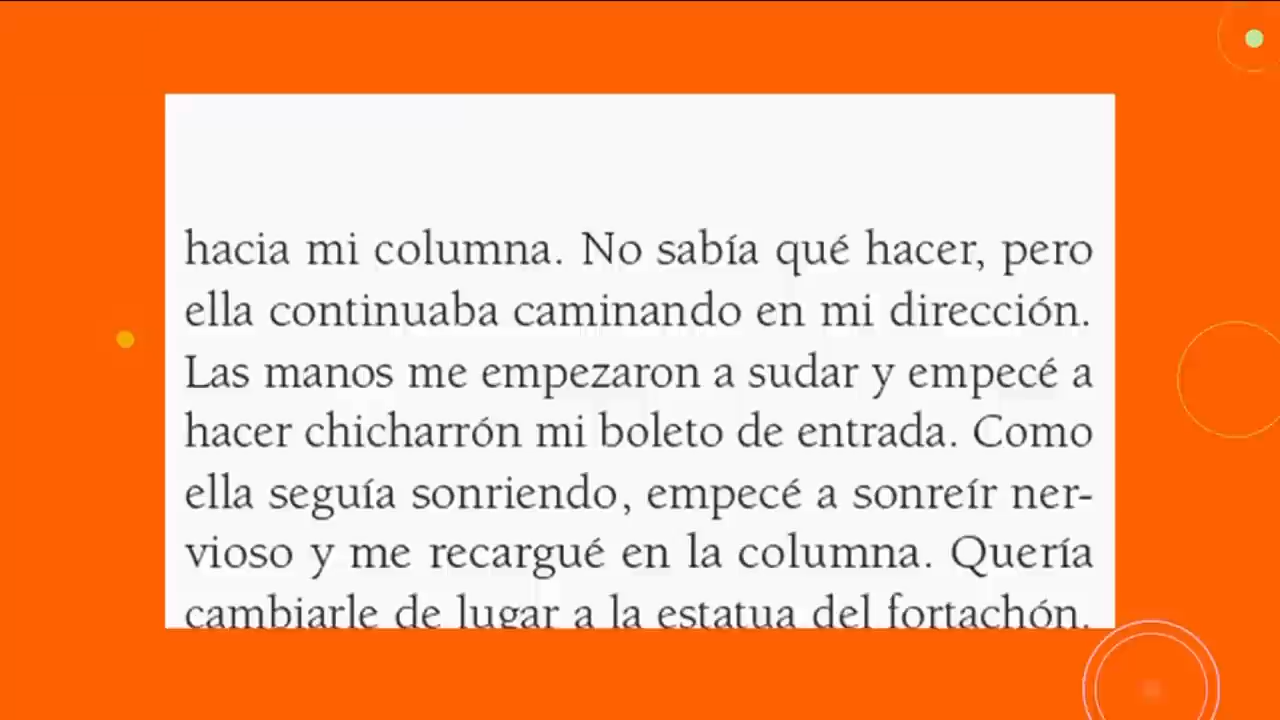 hacia mi columna. No sabía qué hacer, pero
ella continuaba caminando en mi dirección.
Las manos me empezaron a sudar y empecé a
hacer chicharrón mi boleto de entrada. Como
ella seguía sonriendo, empecé a sonreír ner-
vioso y me recargué en la columna. Quería
cambiarle de lugar a la estatua del fortachón.